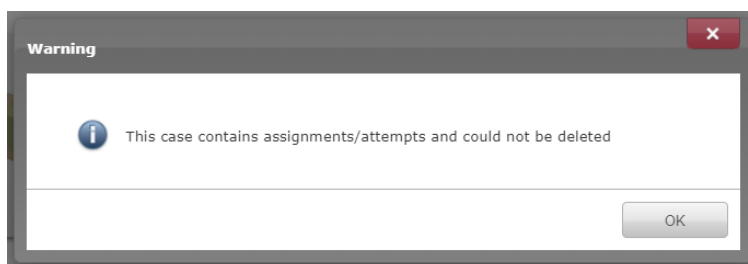 Warning
This case contains assignments/attempts and could not be deleted
OK